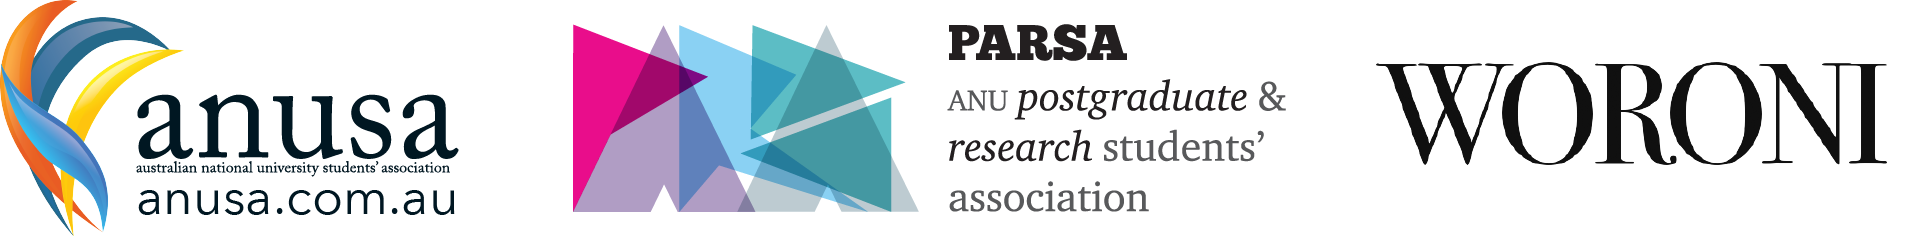 anusa
australian national university students' association
anusa.com.au
PARSA
ANU postgraduate &
research students’
association
WORONI